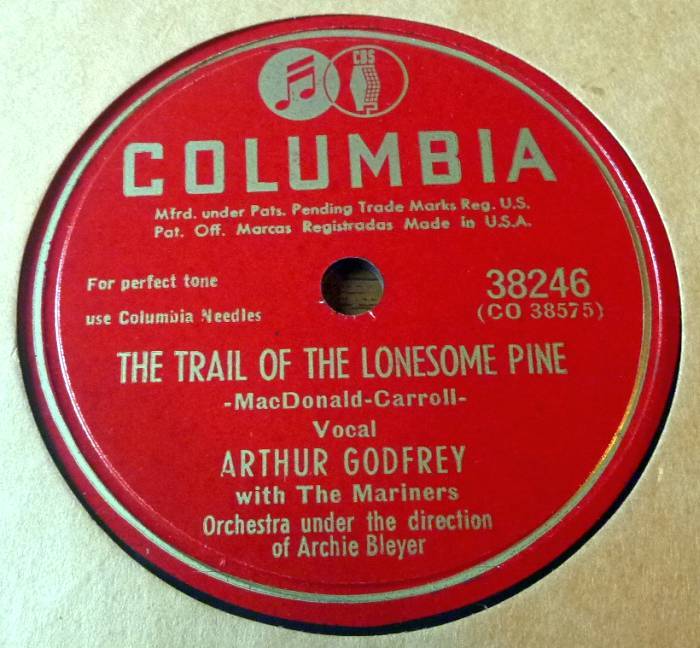 CBS
COLUMBIA
Mfrd. under Pats. Pending Trade Marks Reg. U.S.
Pat. Off. Marcas Registradas Made in U.S.A.
For perfect tone
use Columbia Needles
38246
(CO 38575)
THE TRAIL OF THE LONESOME PINE
-MacDonald-Carroll-
Vocal
ARTHUR GODFREY
with The Mariners
Orchestra under the direction
of Archie Bleyer